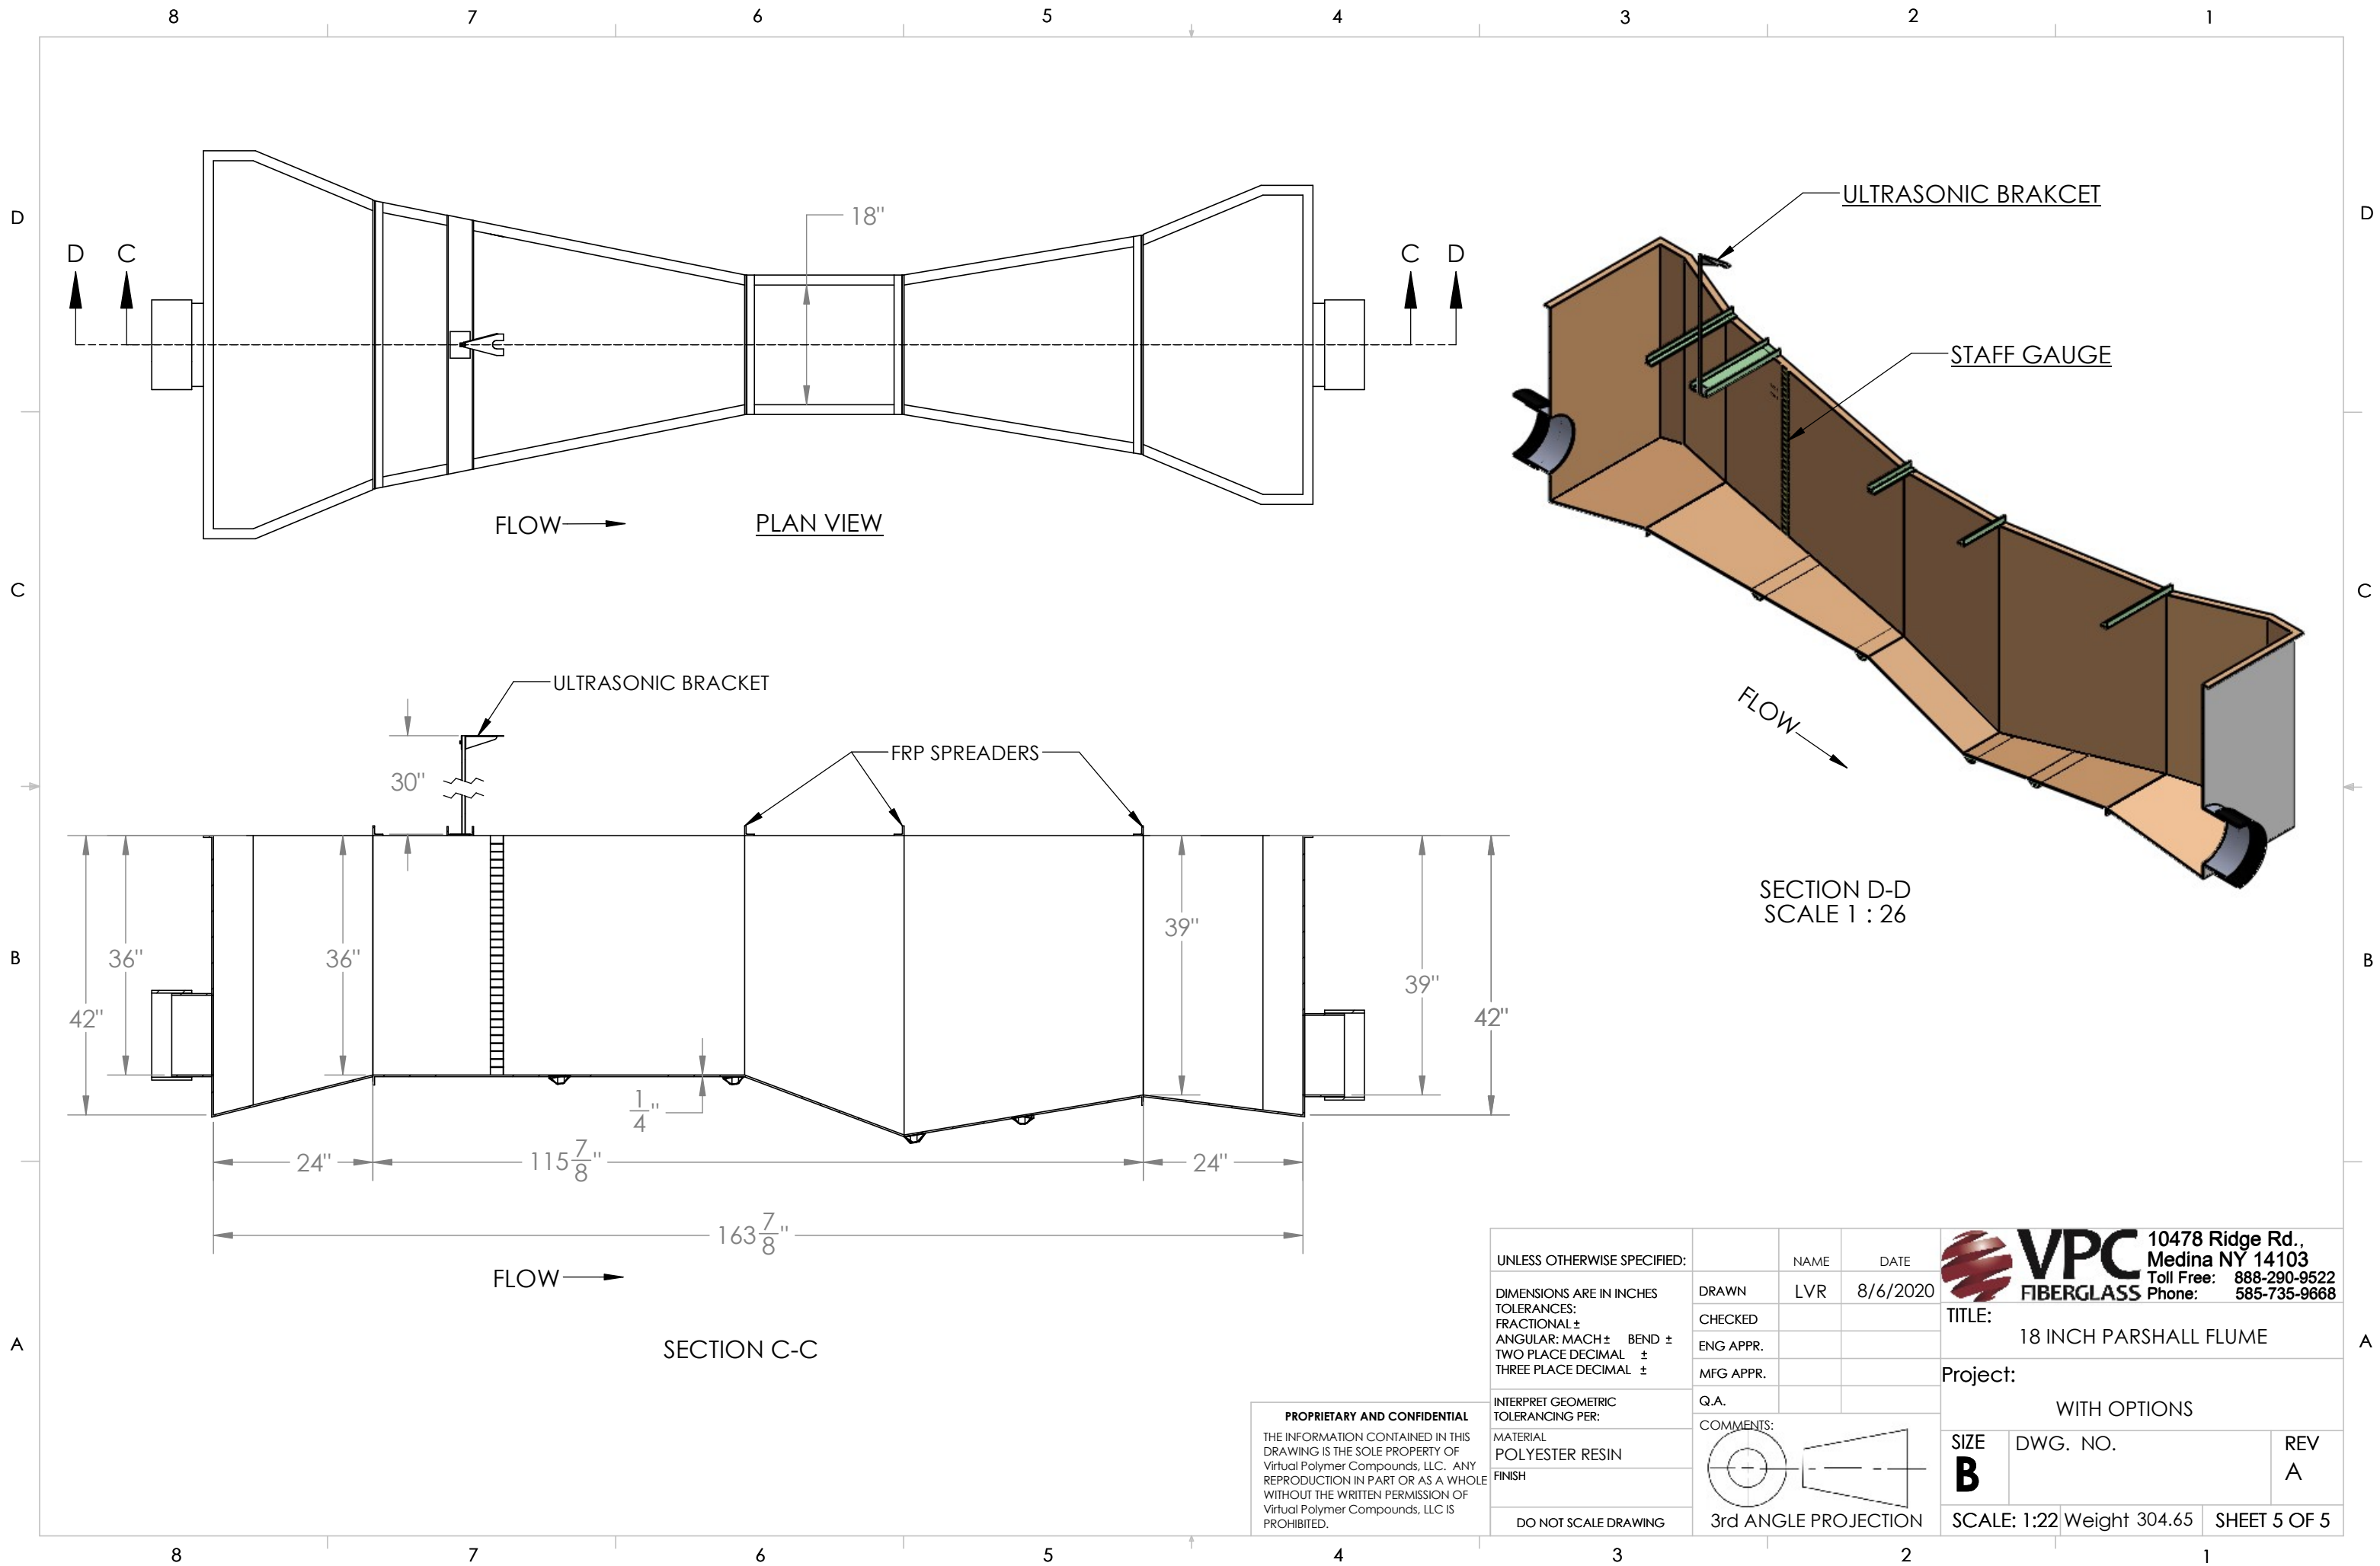 8 7 6 5 4 3 2 1
D
D
18"
D C
C D
FLOW
PLAN VIEW
ULTRASONIC BRAKCET
STAFF GAUGE
C
C
FLOW
SECTION D-D
SCALE 1 : 26
ULTRASONIC BRACKET
FRP SPREADERS
30"
B
B
42"
36"
36"
39"
39"
42"
1/4"
24"
115 7/8"
24"
163 7/8"
FLOW
SECTION C-C
A
A
PROPRIETARY AND CONFIDENTIAL
THE INFORMATION CONTAINED IN THIS
DRAWING IS THE SOLE PROPERTY OF
Virtual Polymer Compounds, LLC. ANY
REPRODUCTION IN PART OR AS A WHOLE
WITHOUT THE WRITTEN PERMISSION OF
Virtual Polymer Compounds, LLC IS
PROHIBITED.
UNLESS OTHERWISE SPECIFIED:
DIMENSIONS ARE IN INCHES
TOLERANCES:
FRACTIONAL ±
ANGULAR: MACH ± BEND ±
TWO PLACE DECIMAL ±
THREE PLACE DECIMAL ±
INTERPRET GEOMETRIC
TOLERANCING PER:
MATERIAL
POLYESTER RESIN
FINISH
DO NOT SCALE DRAWING
NAME DATE
DRAWN LVR 8/6/2020
CHECKED
ENG APPR.
MFG APPR.
Q.A.
COMMENTS:
3rd ANGLE PROJECTION
VPC
FIBERGLASS
10478 Ridge Rd.,
Medina NY 14103
Toll Free: 888-290-9522
Phone: 585-735-9668
TITLE:
18 INCH PARSHALL FLUME
Project:
WITH OPTIONS
SIZE DWG. NO. REV
B A
SCALE: 1:22 Weight 304.65 SHEET 5 OF 5
8 7 6 5 4 3 2 1